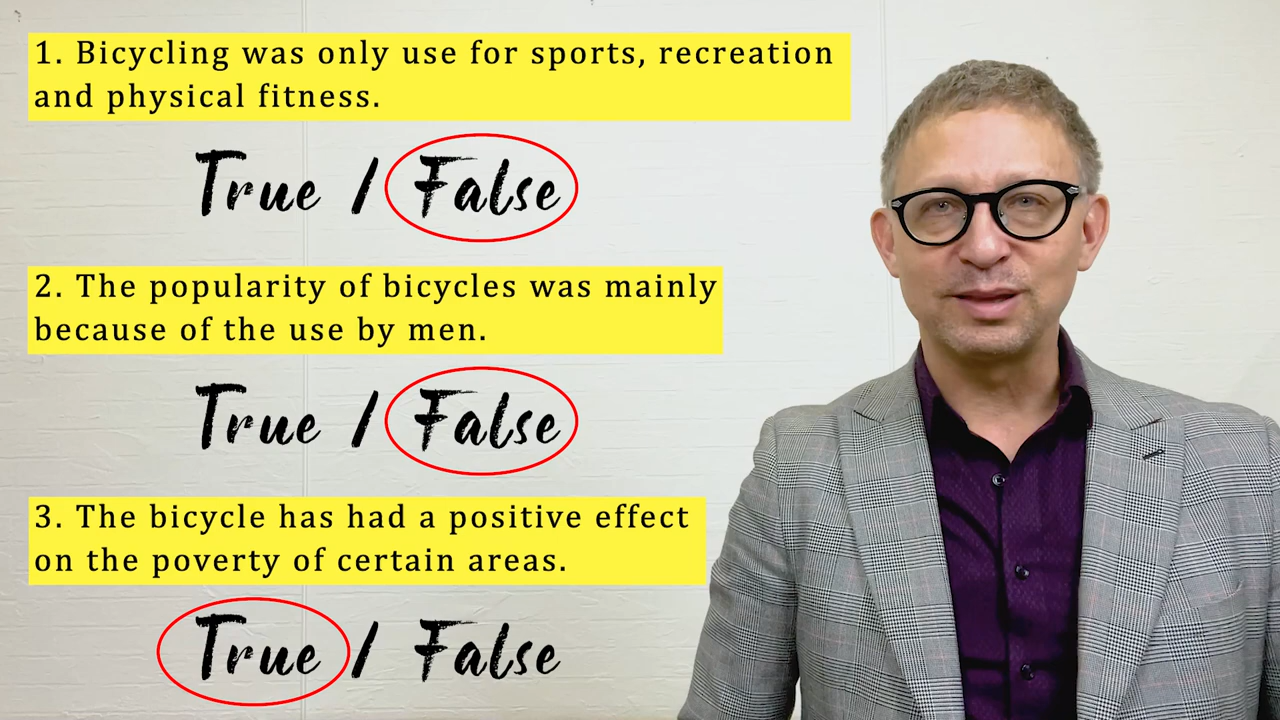 1. Bicycling was only use for sports, recreation
and physical fitness.
True / False
2. The popularity of bicycles was mainly
because of the use by men.
True / False
3. The bicycle has had a positive effect
on the poverty of certain areas.
True / False